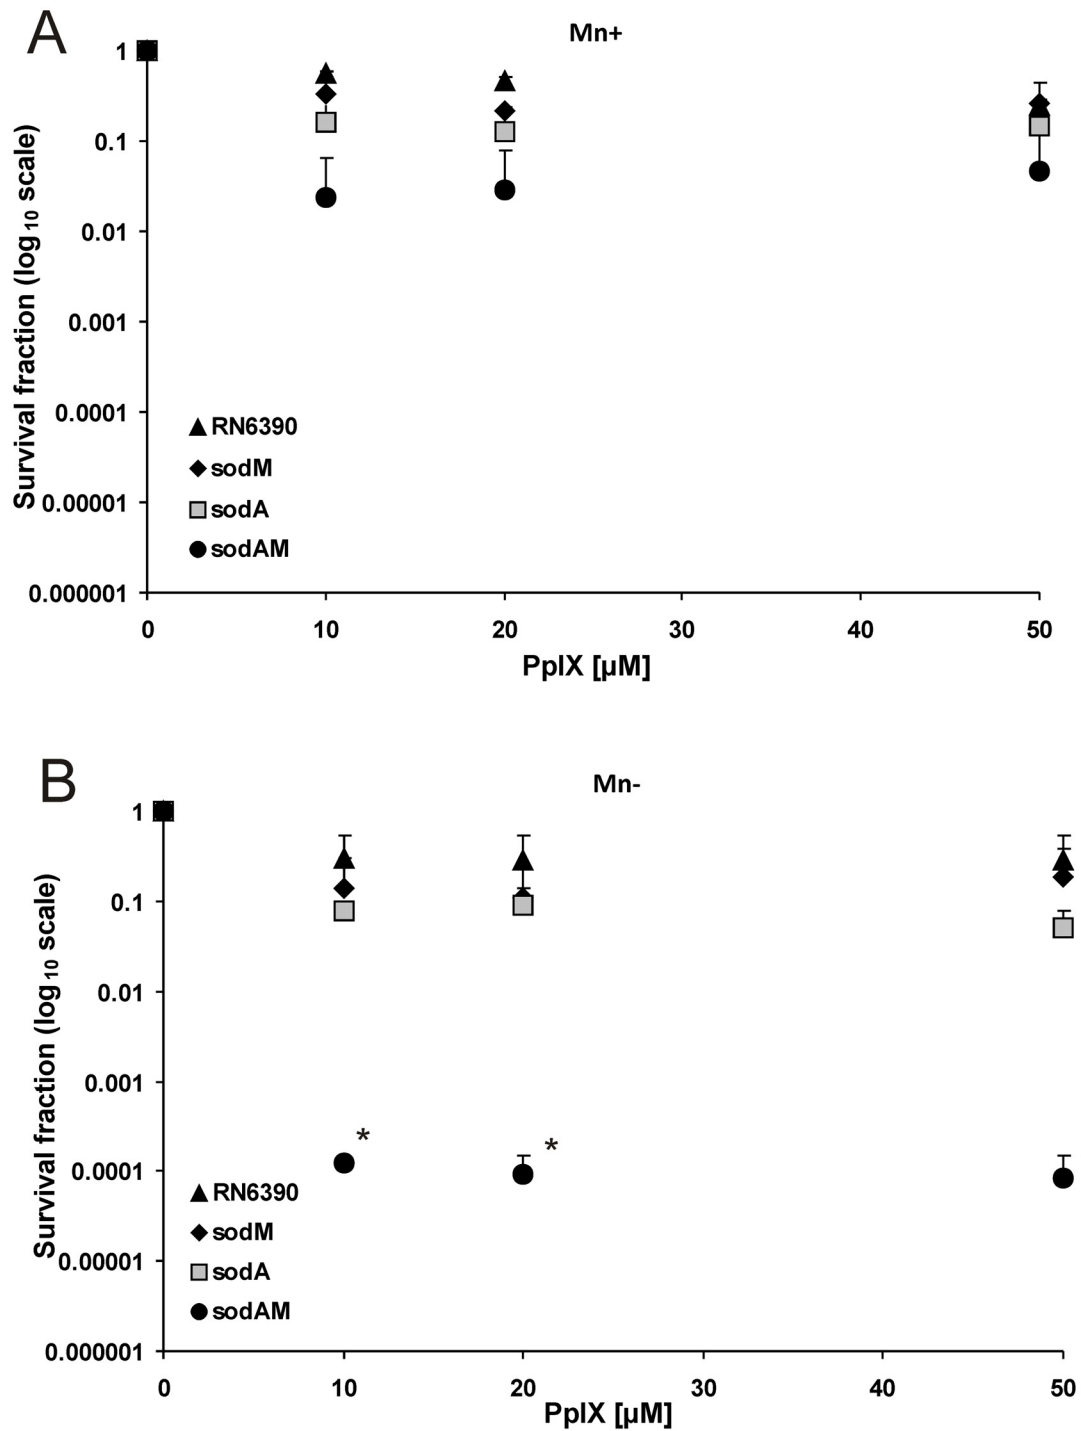 A
Mn+
1
0.1
0.01
0.001
0.0001
0.00001
0.000001
Survival fraction (log10 scale)
RN6390
sodM
sodA
sodAM
0 10 20 30 40 50
PpIX [µM]
B
Mn-
1
0.1
0.01
0.001
0.0001
0.00001
0.000001
Survival fraction (log10 scale)
*
*
RN6390
sodM
sodA
sodAM
0 10 20 30 40 50
PpIX [µM]